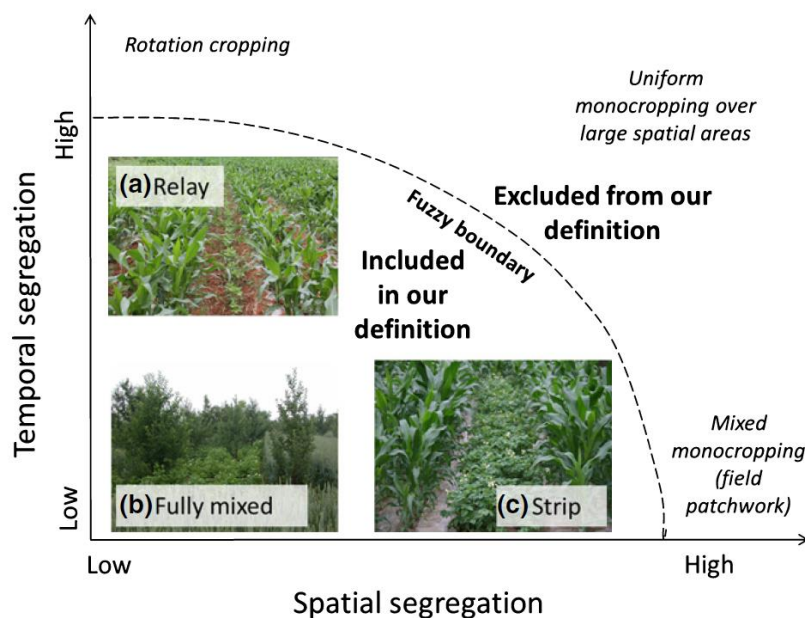 Rotation cropping
Uniform
monocropping over
large spatial areas
High
Temporal segregation
Low
(a) Relay
Fuzzy boundary
Excluded from our
definition
Included
in our
definition
(b) Fully mixed
(c) Strip
Mixed
monocropping
(field
patchwork)
Low
High
Spatial segregation